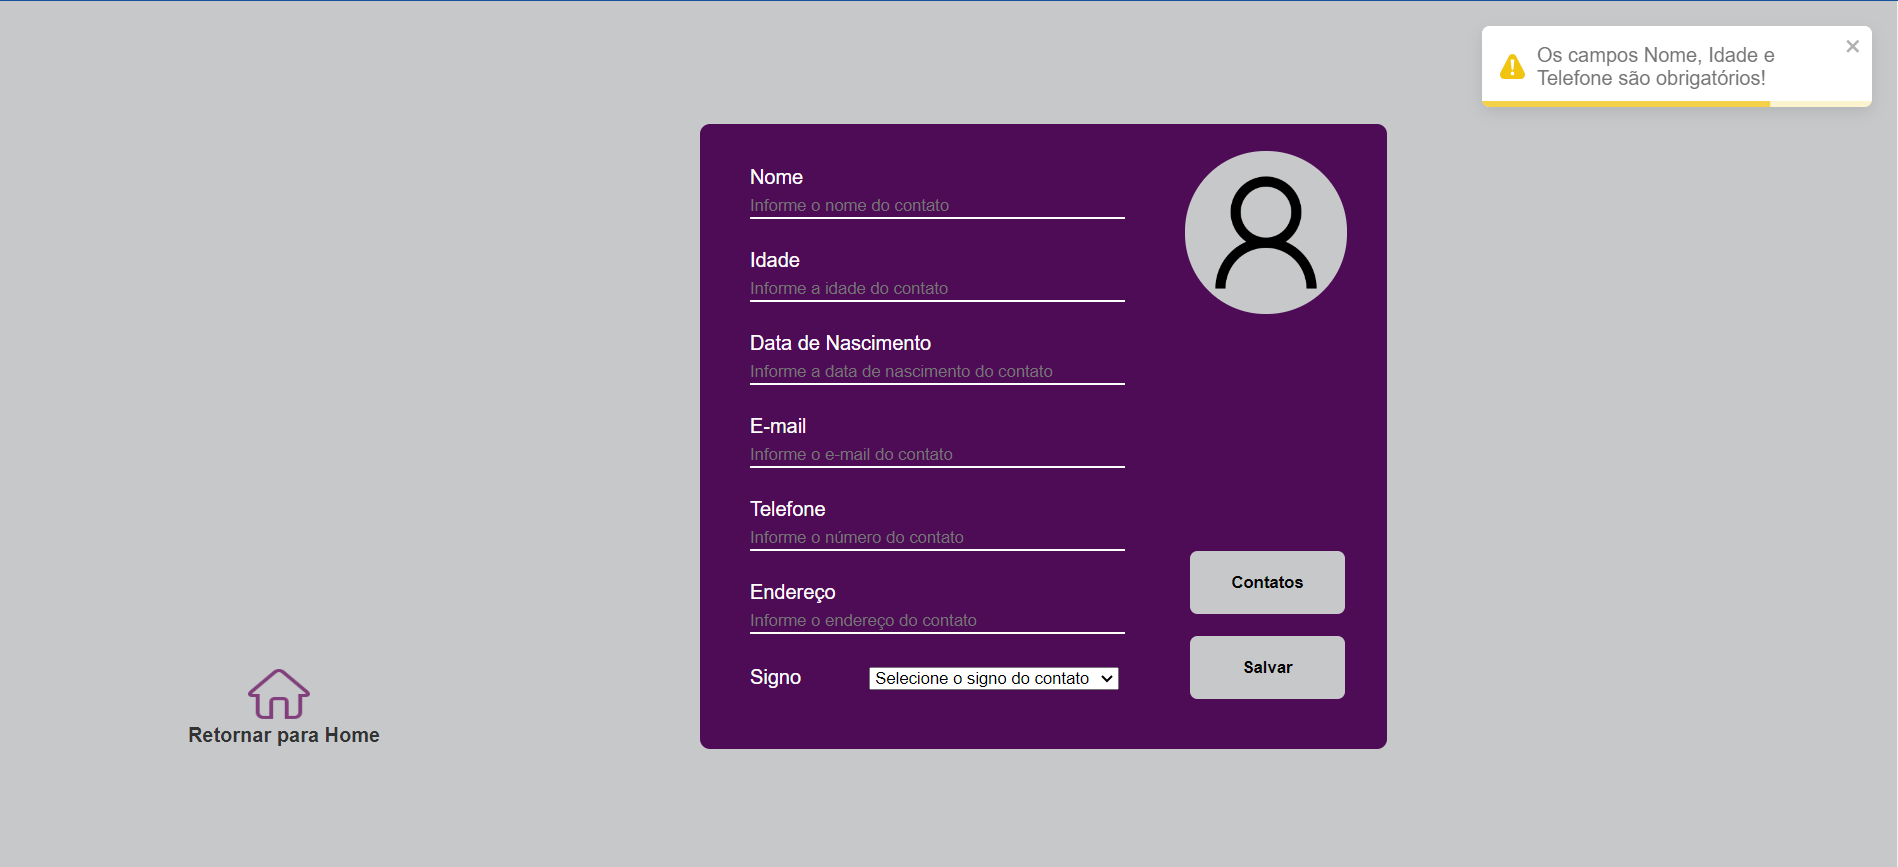 Os campos Nome, Idade e
Telefone são obrigatórios!
Nome
Informe o nome do contato
Idade
Informe a idade do contato
Data de Nascimento
Informe a data de nascimento do contato
E-mail
Informe o e-mail do contato
Telefone
Informe o número do contato
Endereço
Informe o endereço do contato
Signo
Selecione o signo do contato
Contatos
Salvar
Retornar para Home